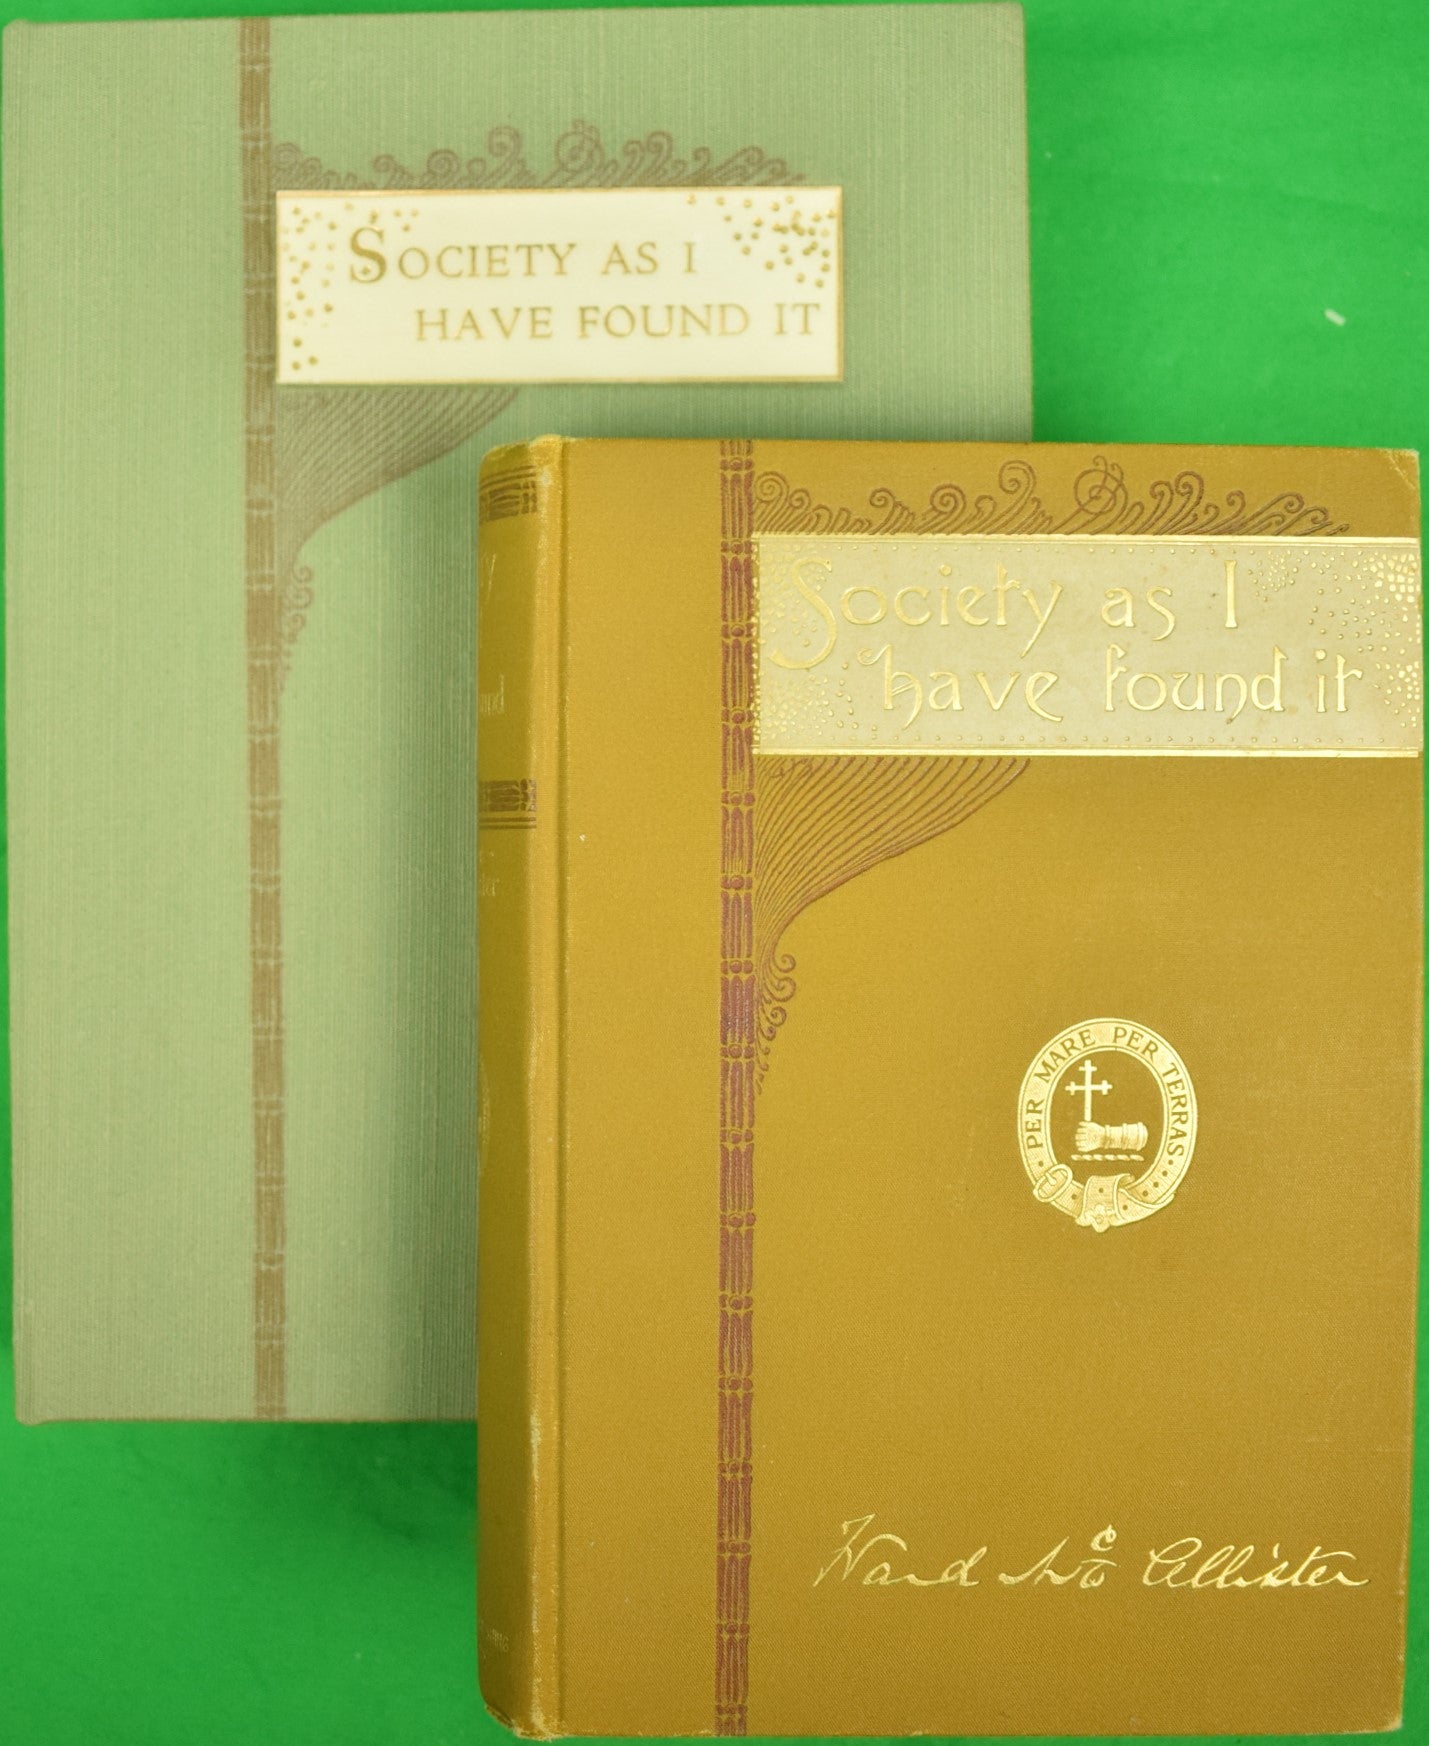 SOCIETY AS I
HAVE FOUND IT
Society as I
have found it
PER MARE PER TERRAS
Ward McAllister